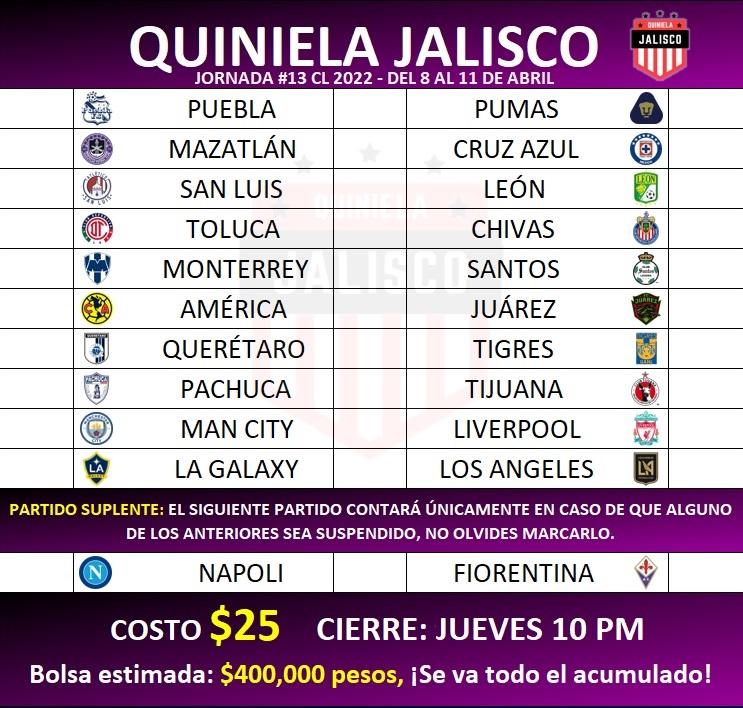 QUINIELA JALISCO
QUINIELA
JALISCO
JORNADA #13 CL 2022 - DEL 8 AL 11 DE ABRIL
PUEBLA PUMAS
MAZATLÁN CRUZ AZUL
SAN LUIS LEÓN
TOLUCA CHIVAS
MONTERREY SANTOS
AMÉRICA JUÁREZ
QUERÉTARO TIGRES
PACHUCA TIJUANA
MAN CITY LIVERPOOL
LA GALAXY LOS ANGELES
QUINIELA
JALISCO
PARTIDO SUPLENTE: EL SIGUIENTE PARTIDO CONTARÁ ÚNICAMENTE EN CASO DE QUE ALGUNO
DE LOS ANTERIORES SEA SUSPENDIDO, NO OLVIDES MARCARLO.
NAPOLI FIORENTINA
COSTO $25 CIERRE: JUEVES 10 PM
Bolsa estimada: $400,000 pesos, ¡Se va todo el acumulado!